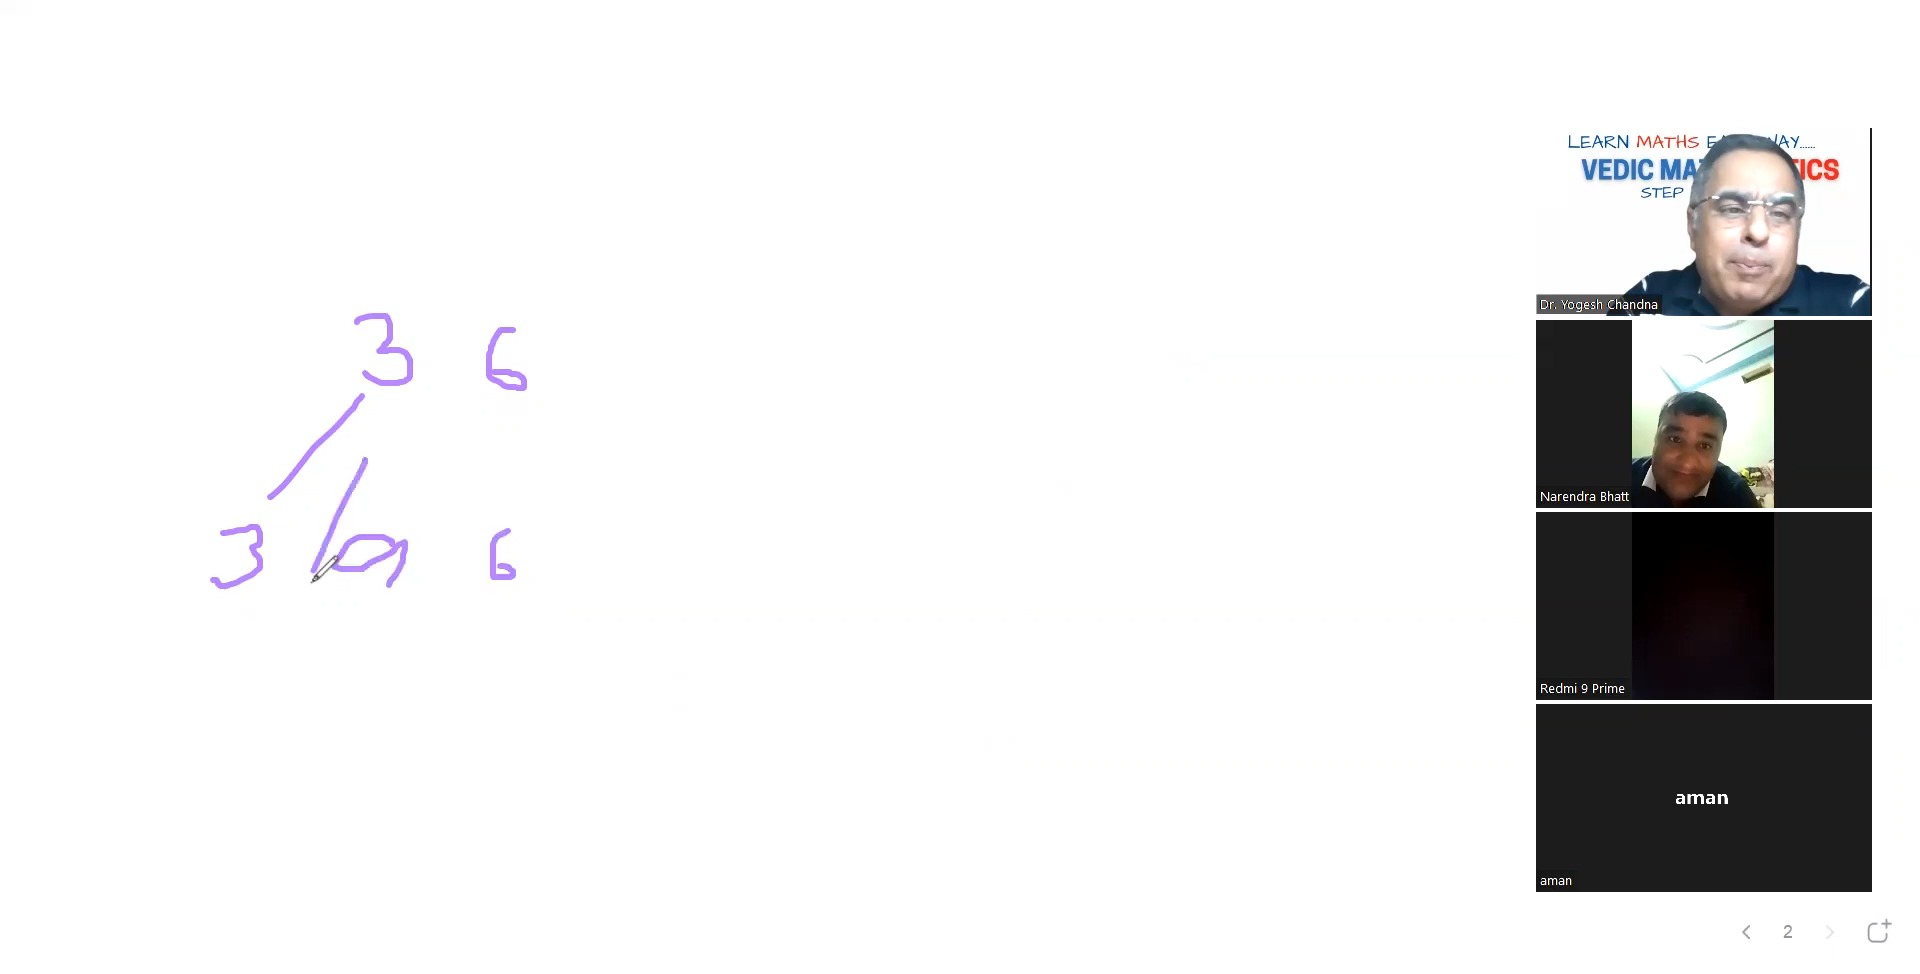 LEARN MATHS E WAY......
VEDIC MA ICS
STEP
Dr. Yogesh Chandna
3 6
3 6
Narendra Bhatt
Redmi 9 Prime
aman
aman
2